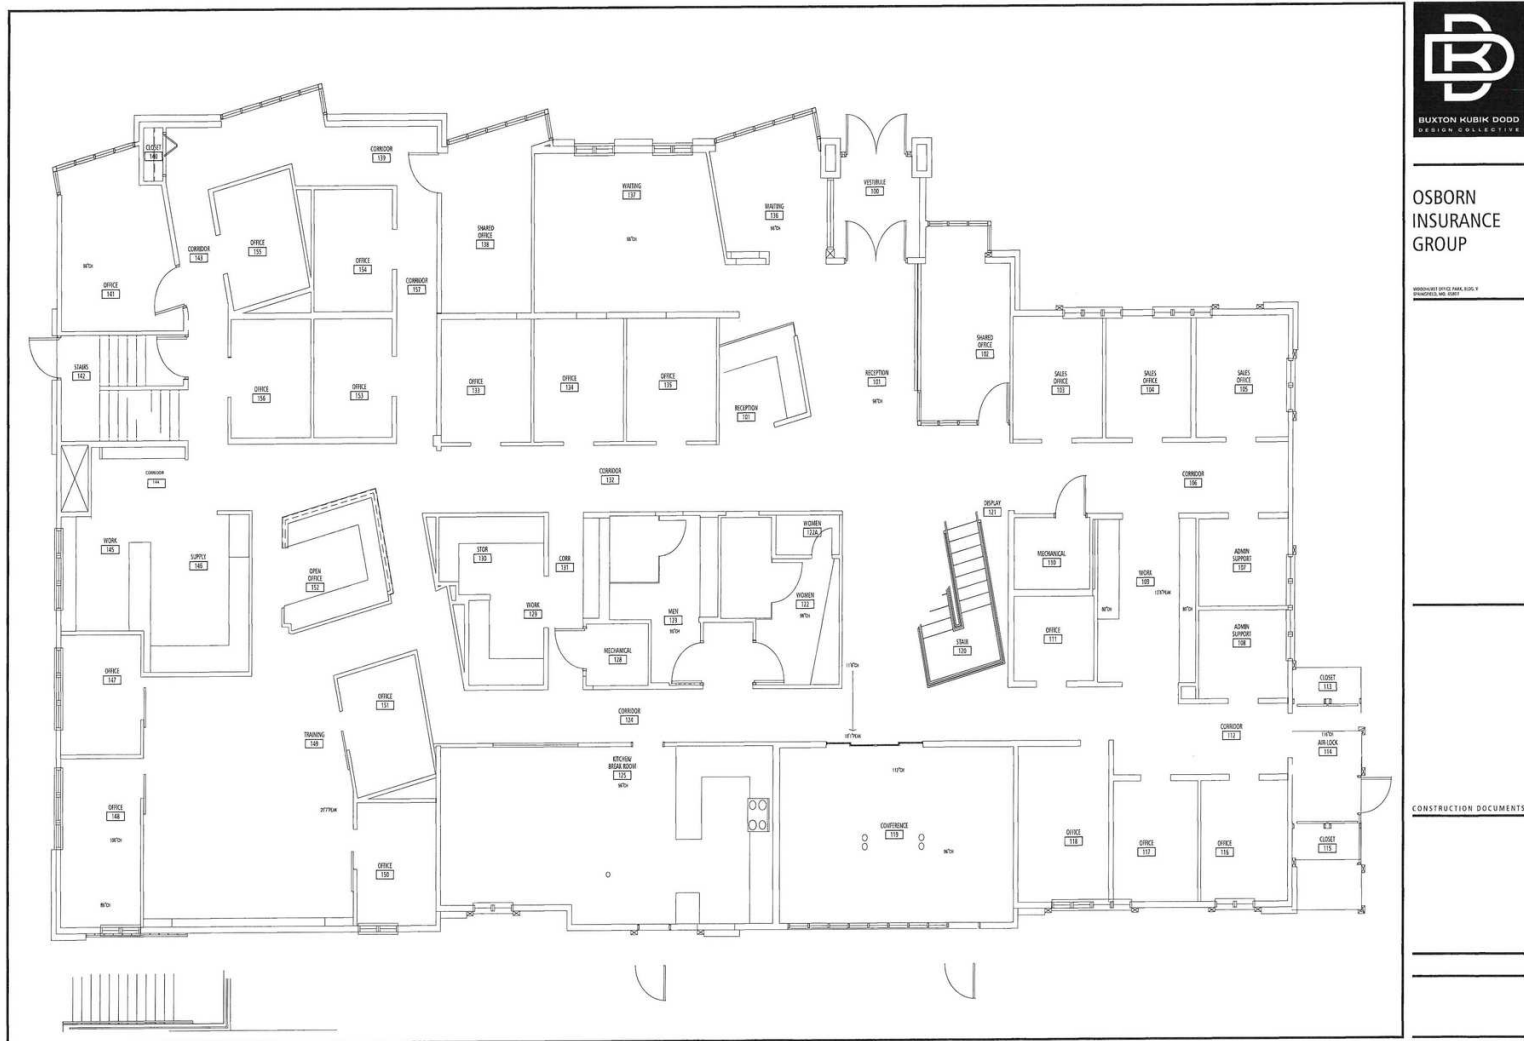 CLOSET
140
CORRIDOR
139
WAITING
137
WAITING
136
VESTIBULE
100
SHARED
OFFICE
138
CORRIDOR
143
OFFICE
155
OFFICE
154
CORRIDOR
157
OFFICE
141
STAIRS
142
OFFICE
156
OFFICE
153
OFFICE
133
OFFICE
134
OFFICE
135
RECEPTION
101
RECEPTION
101
SHARED
OFFICE
102
SALES
OFFICE
103
SALES
OFFICE
104
SALES
OFFICE
105
CORRIDOR
CORRIDOR
132
CORRIDOR
106
DISPLAY
121
WORK
145
SUPPLY
146
OPEN
OFFICE
152
STOR
130
CORR
131
WORK
129
MEN
123
WOMEN
122A
WOMEN
122
MECHANICAL
128
STAIR
120
MECHANICAL
110
OFFICE
111
WORK
109
ADMIN
SUPPORT
107
ADMIN
SUPPORT
108
CLOSET
113
OFFICE
147
OFFICE
151
TRAINING
149
CORRIDOR
124
CORRIDOR
112
AIR-LOCK
114
KITCHEN/
BREAK ROOM
125
OFFICE
148
OFFICE
150
CONFERENCE
119
OFFICE
118
OFFICE
117
OFFICE
116
CLOSET
115
BKD
BUXTON KUBIK DODD
DESIGN COLLECTIVE
OSBORN
INSURANCE
GROUP
CONSTRUCTION DOCUMENTS